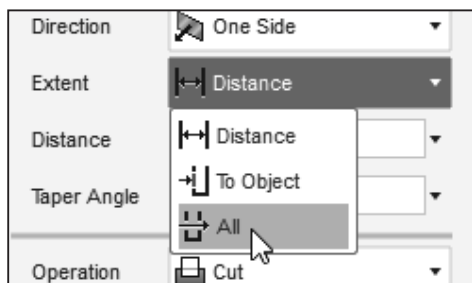 Direction One Side
Extent Distance
Distance Distance
To Object
Taper Angle
All
Operation Cut